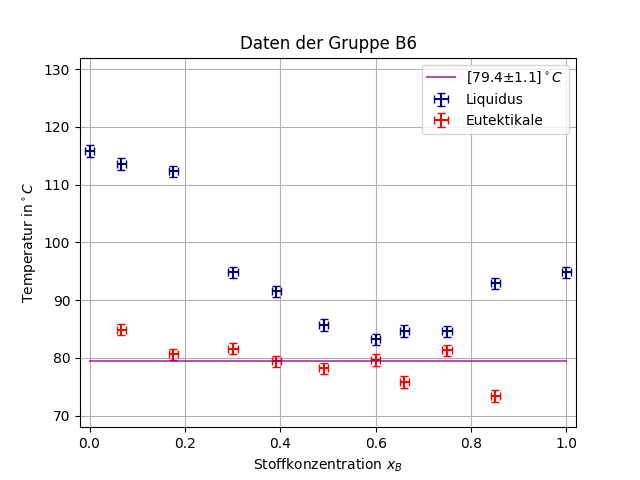 Daten der Gruppe B6
[79.4±1.1]°C
Liquidus
Eutektikale
130
120
110
100
90
80
70
Temperatur in°C
0.0 0.2 0.4 0.6 0.8 1.0
Stoffkonzentration x_B